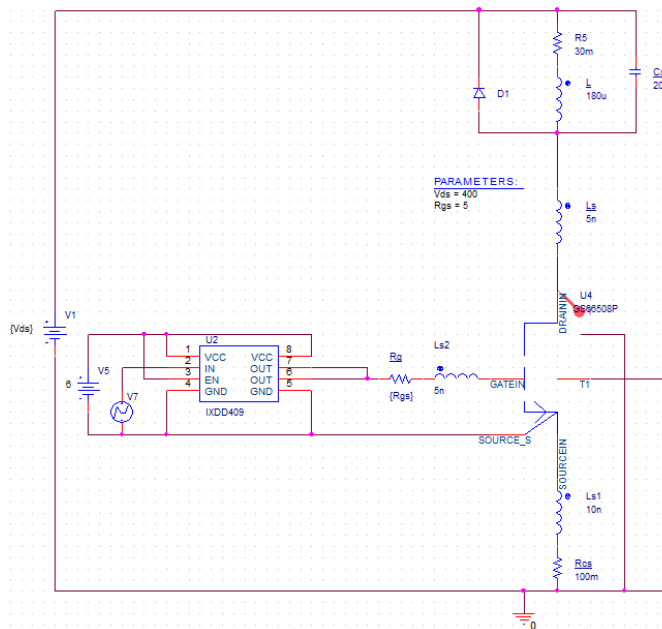 R5
30m
L
180u
20
D1
PARAMETERS:
Vds = 400
Rgs = 5
Ls
5n
V1
{Vds}
U4
GS66508P
DRAININ
U2
1 VCC VCC 8
2 IN OUT 7
3 EN OUT 6
4 GND GND 5
IXDD409
V5
6
V7
Rg
{Rgs}
Ls2
5n
GATEIN
T1
SOURCE_S
SOURCEIN
Ls1
10n
Rcs
100m
0